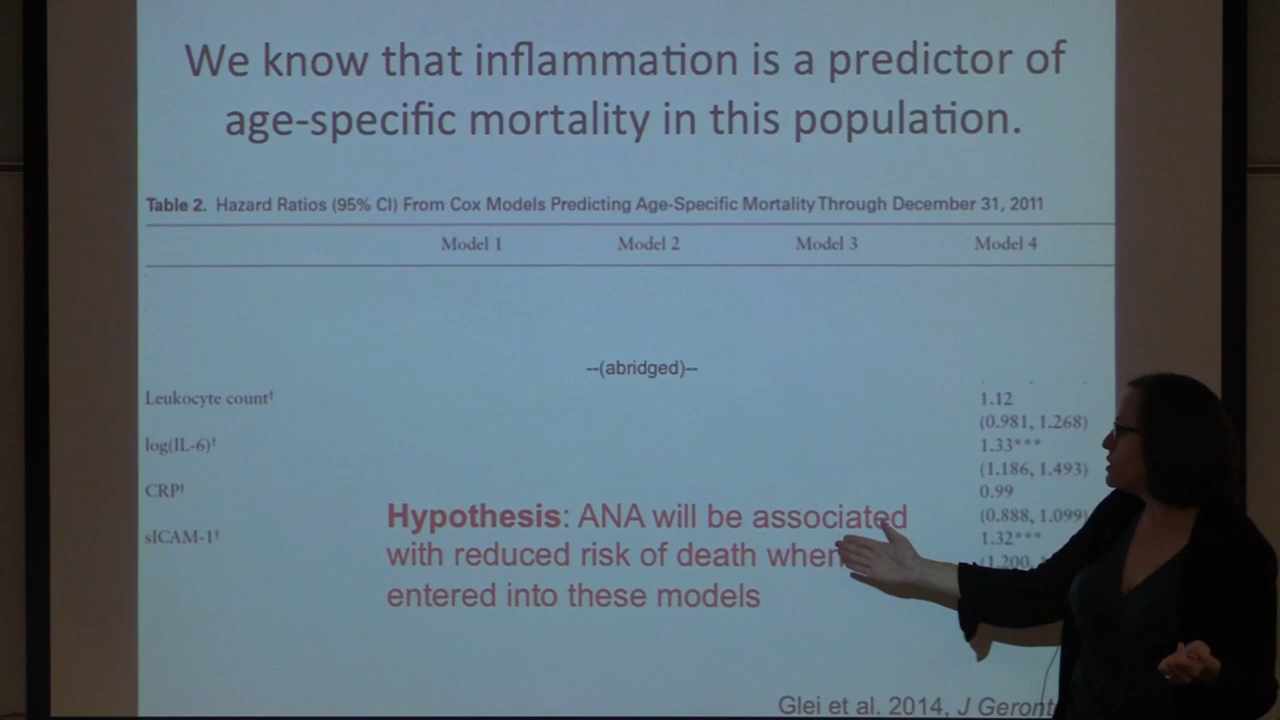 We know that inflammation is a predictor of
age-specific mortality in this population.
Table 2. Hazard Ratios (95% CI) From Cox Models Predicting Age-Specific Mortality Through December 31, 2011
Model 1 Model 2 Model 3 Model 4
--(abridged)--
Leukocyte count† 1.12
(0.981, 1.268)
log(IL-6)† 1.33***
(1.186, 1.493)
CRP† 0.99
(0.888, 1.099)
sICAM-1† 1.32***
(1.200,
Hypothesis: ANA will be associated
with reduced risk of death when
entered into these models
Glei et al. 2014, J Geront